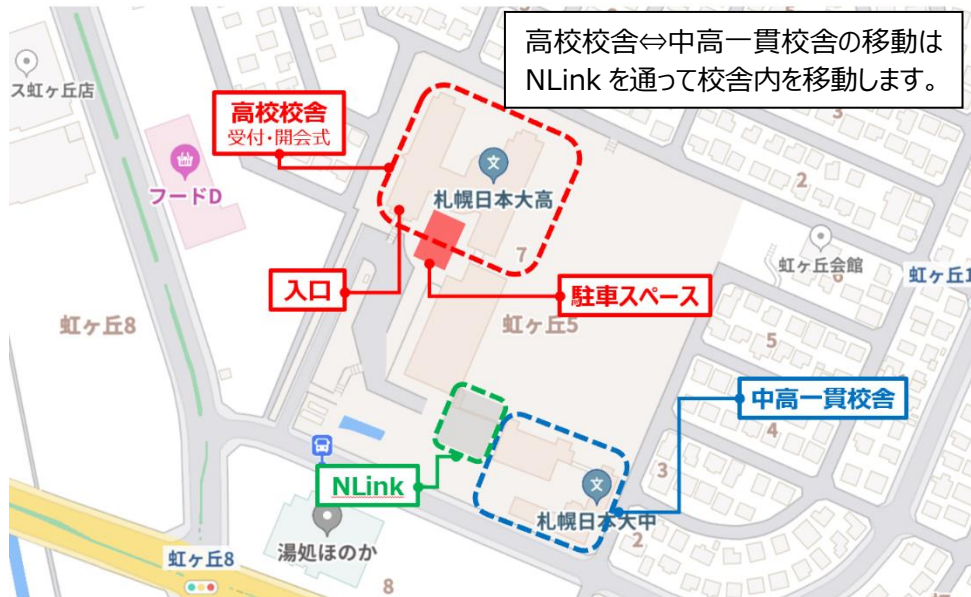 高校校舎⇔中高一貫校舎の移動は
NLink を通って校舎内を移動します。
ス虹ヶ丘店
高校校舎
受付・開会式
3
フードD
札幌日本大高
2
7
虹ヶ丘会館
6
虹ヶ丘1
入口
駐車スペース
虹ヶ丘8
虹ヶ丘5
5
中高一貫校舎
4
3
NLink
札幌日本大中
2
湯処ほのか
虹ヶ丘8
8